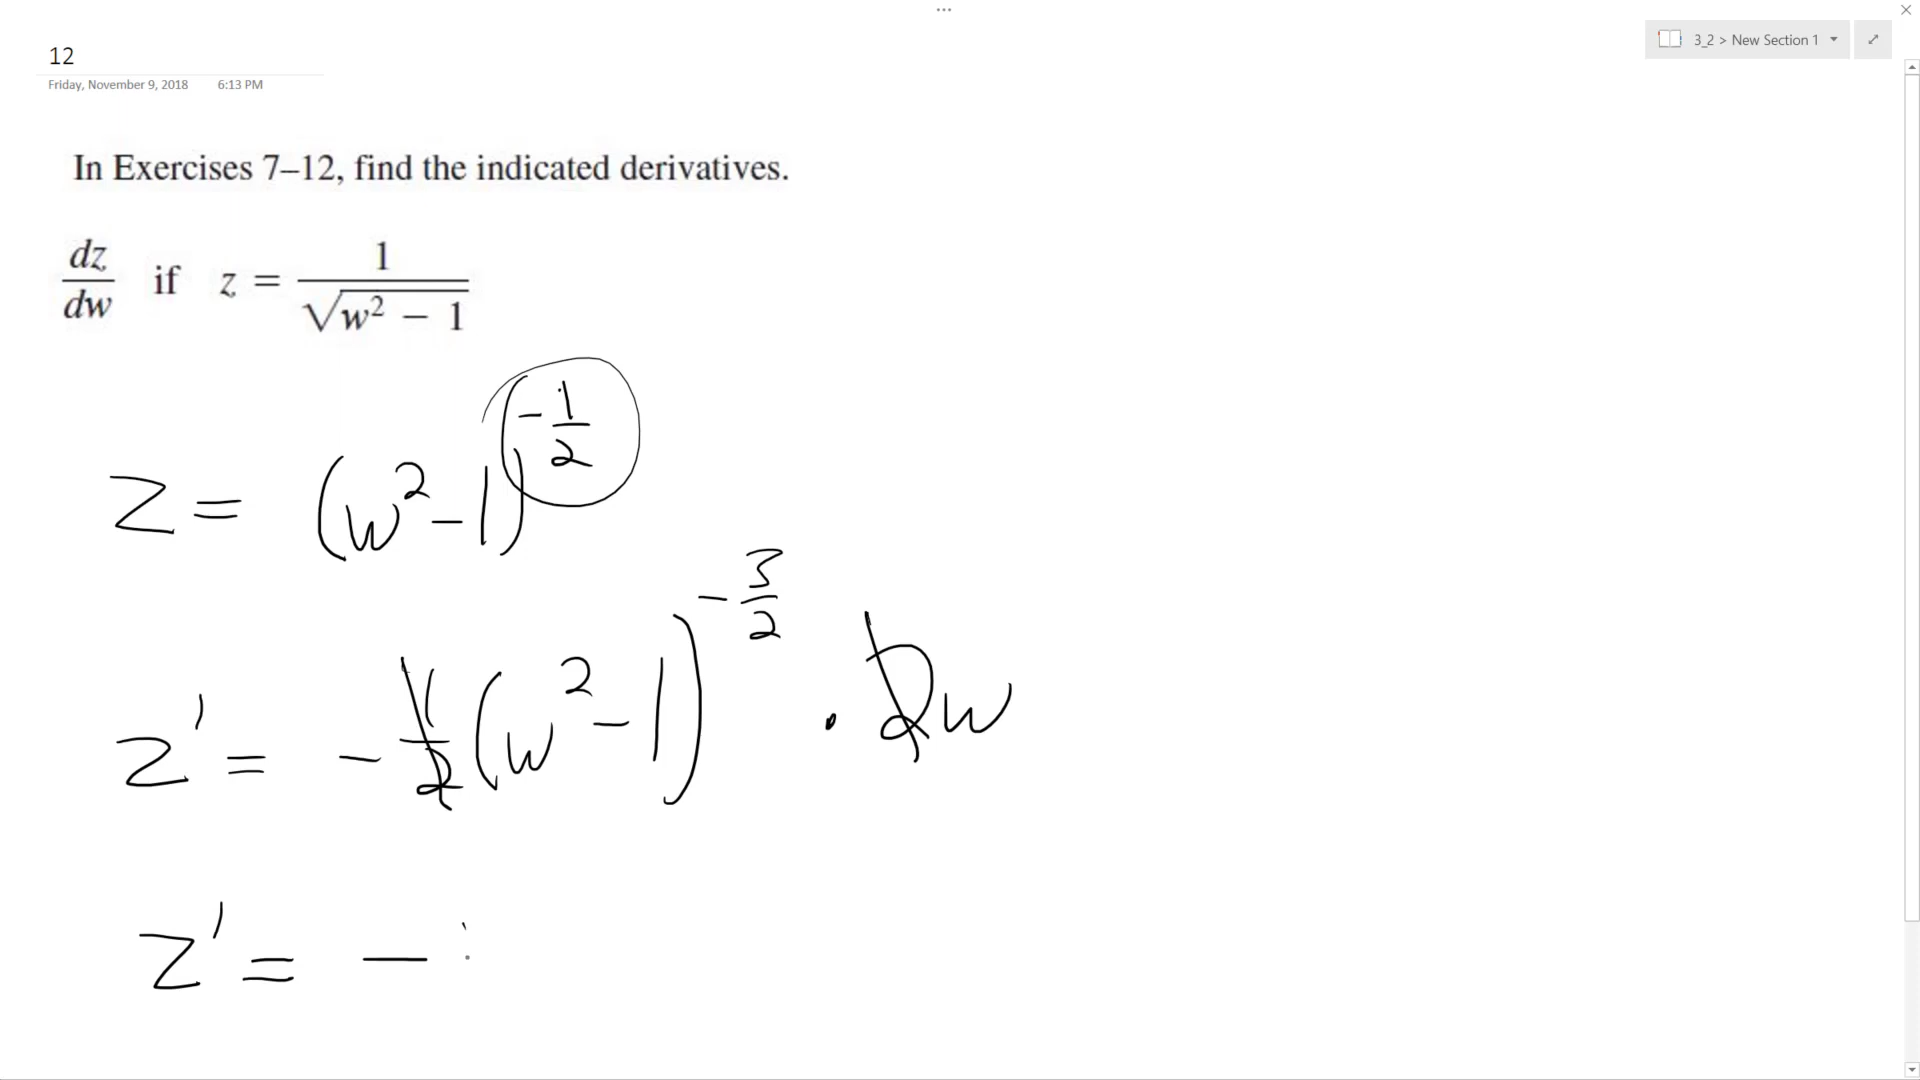 3_2 > New Section 1
12
Friday, November 9, 2018 6:13 PM
In Exercises 7–12, find the indicated derivatives.
dz/dw if z = 1/√(w² − 1)
z = (w²-1)^(-1/2)
z' = -1/2 (w²-1)^(-3/2) · 2w
z' = -